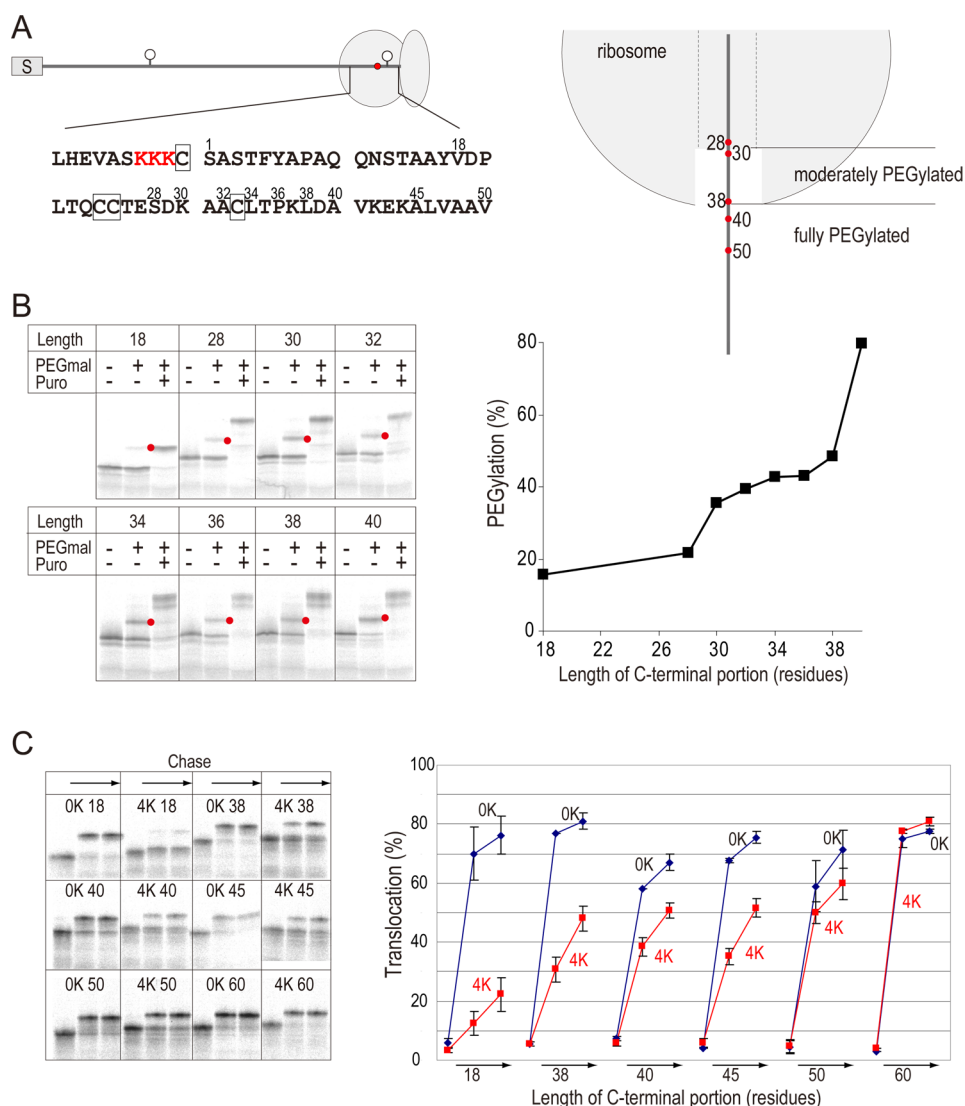 A
S
LHEVASKKKC SASTFYAPAQ QNSTAAYVDP
1 18
LTQCCTESDK AACLTPKLDA VKEKALVAAV
28 30 32 34 36 38 40 45 50
ribosome
28
30
moderately PEGylated
38
40
fully PEGylated
50
B
Length 18 28 30 32
PEGmal - + + - + + - + + - + +
Puro - - + - - + - - + - - +
Length 34 36 38 40
PEGmal - + + - + + - + + - + +
Puro - - + - - + - - + - - +
PEGylation (%)
80
60
40
20
0
18 22 26 30 34 38
Length of C-terminal portion (residues)
C
Chase
0K 18 4K 18 0K 38 4K 38
0K 40 4K 40 0K 45 4K 45
0K 50 4K 50 0K 60 4K 60
Translocation (%)
100
80
60
40
20
0
0K 0K 0K 0K 0K 0K
4K 4K 4K 4K 4K 4K
18 38 40 45 50 60
Length of C-terminal portion (residues)